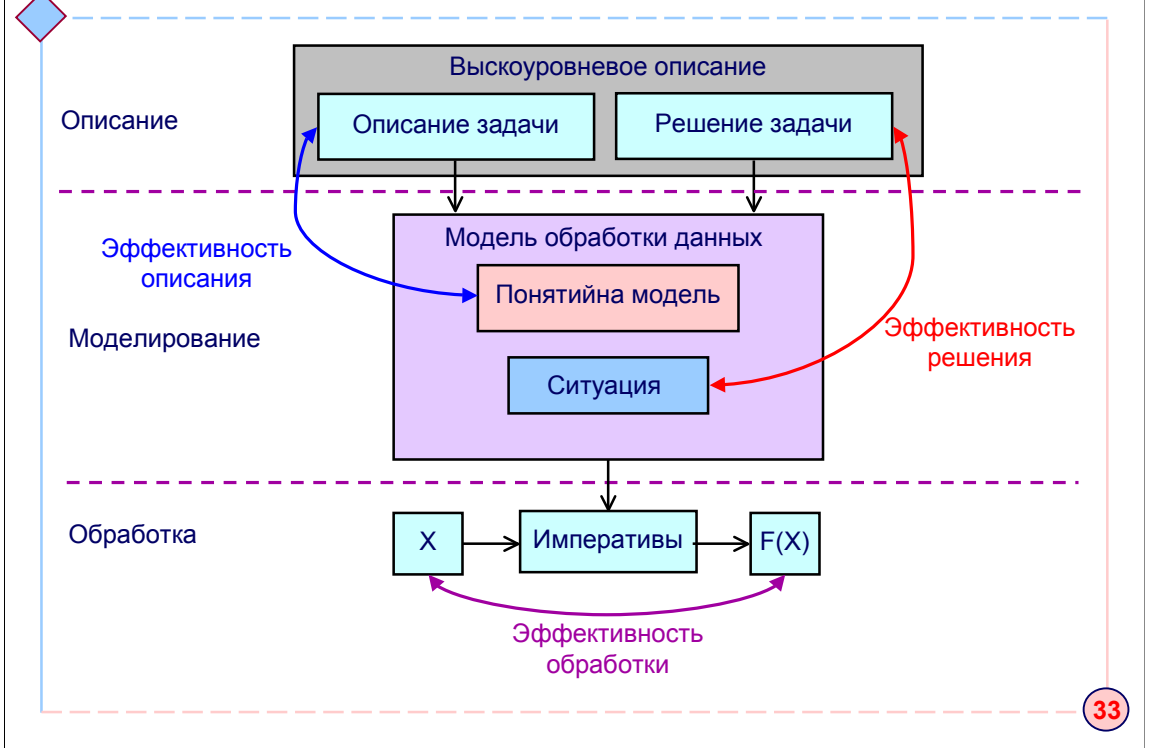 Выскоуровневое описание
Описание
Описание задачи
Решение задачи
Модель обработки данных
Эффективность
описания
Понятийна модель
Моделирование
Эффективность
решения
Ситуация
Обработка
X
Императивы
F(X)
Эффективность
обработки
33